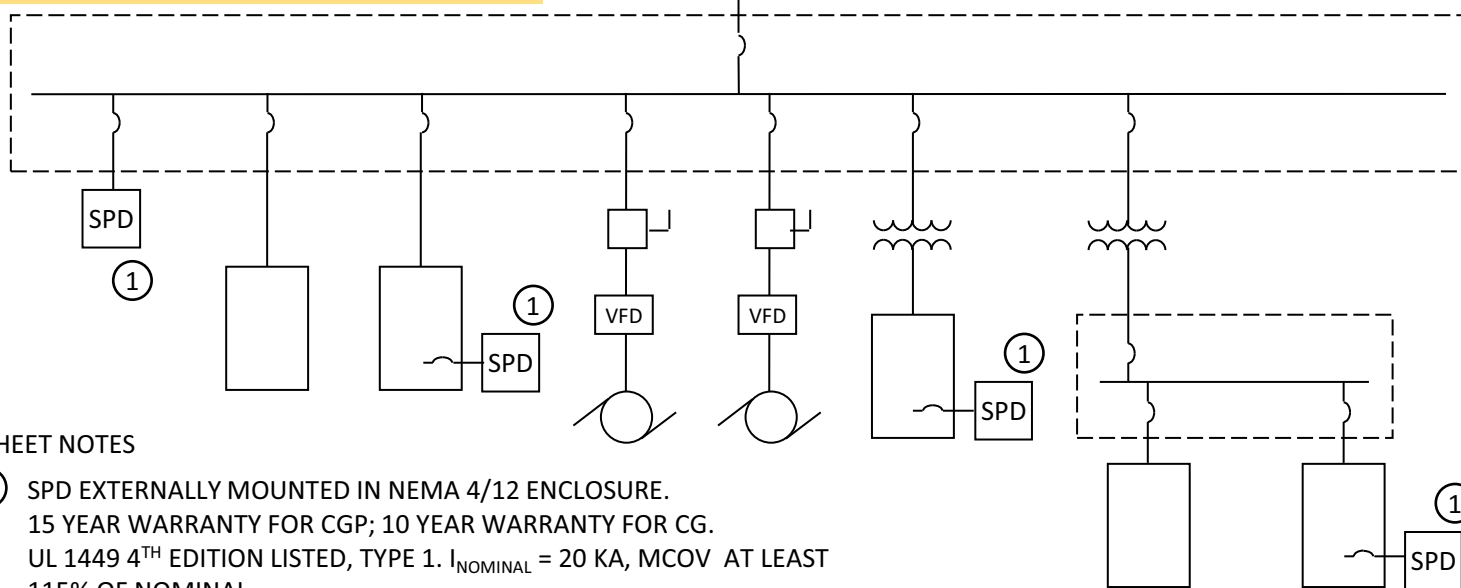 SPD
1
1
VFD
VFD
SPD
1
SPD
HEET NOTES
SPD EXTERNALLY MOUNTED IN NEMA 4/12 ENCLOSURE.
15 YEAR WARRANTY FOR CGP; 10 YEAR WARRANTY FOR CG.
UL 1449 4TH EDITION LISTED, TYPE 1. INOMINAL = 20 KA, MCOV AT LEAST
115% OF NOMINAL
1
SPD